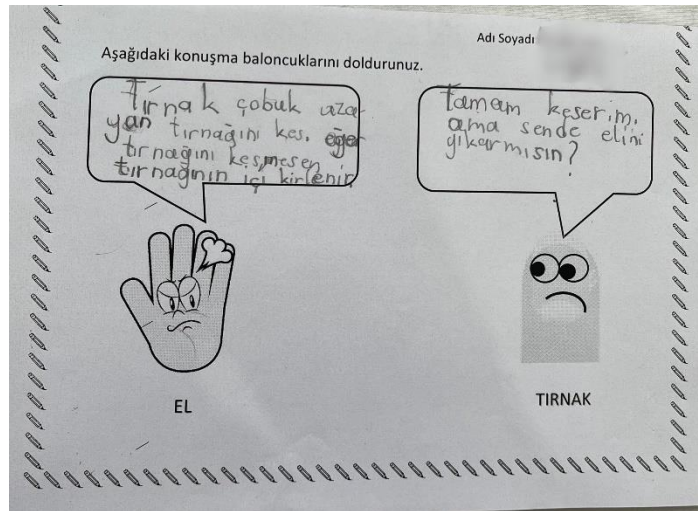 Adı Soyadı
Aşağıdaki konuşma baloncuklarını doldurunuz.
Tırnak çobuk uza
yan tırnağını kes. eğer
tırnağını kesmesen
tırnağının içi kirlenir
Tamam keserim.
ama sende elini
yıkarmısın?
EL
TIRNAK